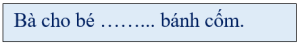 Bà cho bé ……... bánh cốm.